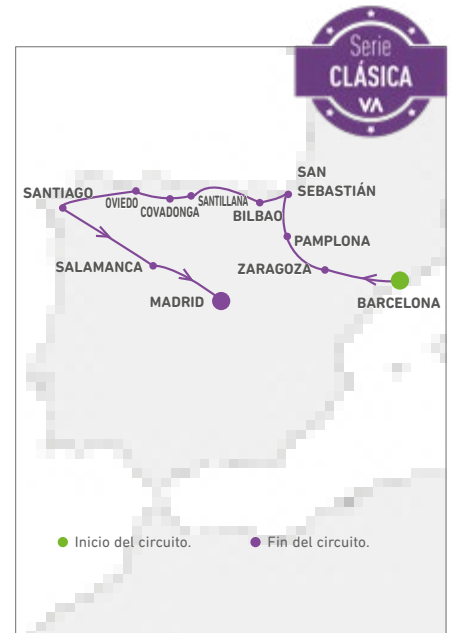 Serie
CLÁSICA
VA
SAN
SEBASTIÁN
SANTIAGO
OVIEDO
COVADONGA
SANTILLANA
BILBAO
PAMPLONA
SALAMANCA
ZARAGOZA
MADRID
BARCELONA
Inicio del circuito.
Fin del circuito.